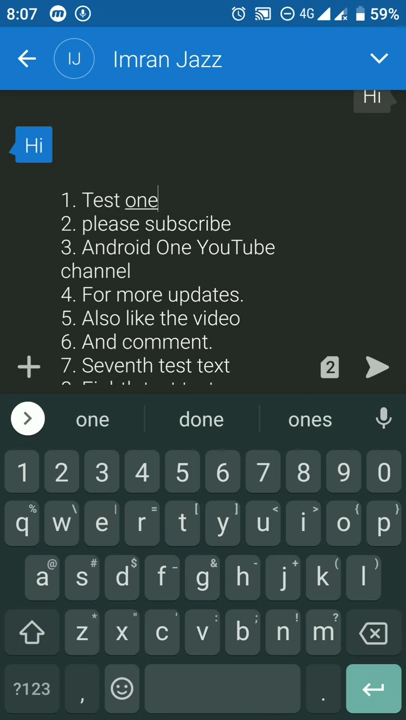 8:07
4G
59%
IJ
Imran Jazz
Hi
Hi
1. Test one
2. please subscribe
3. Android One YouTube
channel
4. For more updates.
5. Also like the video
6. And comment.
7. Seventh test text
2
one done ones
1 2 3 4 5 6 7 8 9 0
% \ | = [ ] < > { }
q w e r t y u i o p
@ # $ _ & - + ( )
a s d f g h j k l
* " ' : ; ! ?
z x c v b n m
?123 , .